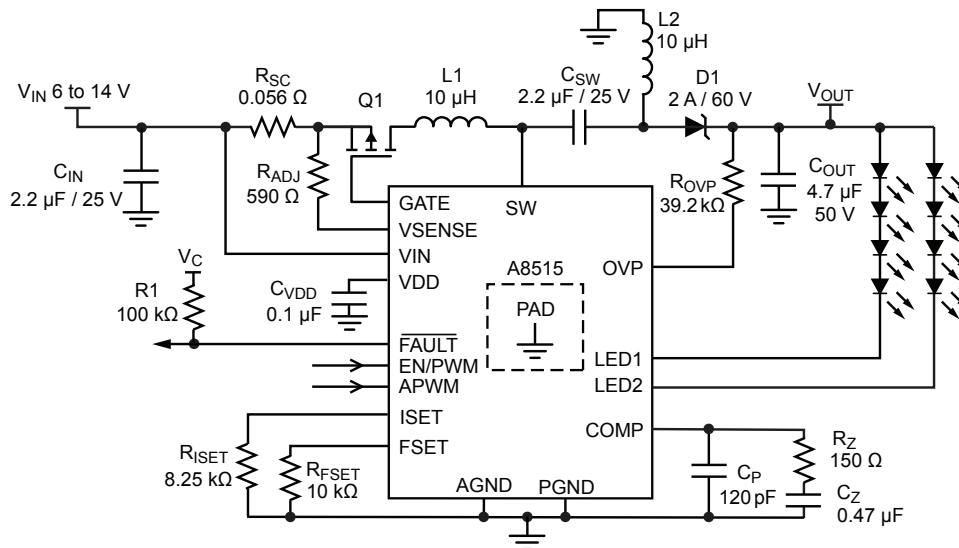 L2
10 µH
V_IN 6 to 14 V
R_SC
0.056 Ω
Q1
L1
10 µH
C_SW
2.2 µF / 25 V
D1
2 A / 60 V
V_OUT
C_IN
2.2 µF / 25 V
R_ADJ
590 Ω
R_OVP
39.2 kΩ
C_OUT
4.7 µF
50 V
GATE
SW
VSENSE
VIN
VDD
OVP
A8515
PAD
V_C
R1
100 kΩ
C_VDD
0.1 µF
FAULT
EN/PWM
APWM
LED1
LED2
ISET
FSET
COMP
R_ISET
8.25 kΩ
R_FSET
10 kΩ
AGND
PGND
C_P
120 pF
R_Z
150 Ω
C_Z
0.47 µF